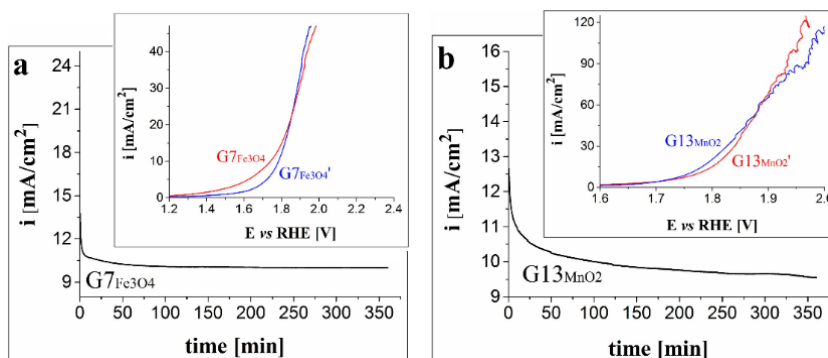 a
24
21
18
15
12
9
i [mA/cm²]
0 50 100 150 200 250 300 350
time [min]
G7Fe3O4
40
30
20
10
0
i [mA/cm²]
1.2 1.4 1.6 1.8 2.0 2.2 2.4
E vs RHE [V]
G7Fe3O4
G7Fe3O4'
b
16
15
14
13
12
11
10
9
i [mA/cm²]
0 50 100 150 200 250 300 350
time [min]
G13MnO2
120
90
60
30
0
i [mA/cm²]
1.6 1.7 1.8 1.9 2.0
E vs RHE [V]
G13MnO2
G13MnO2'